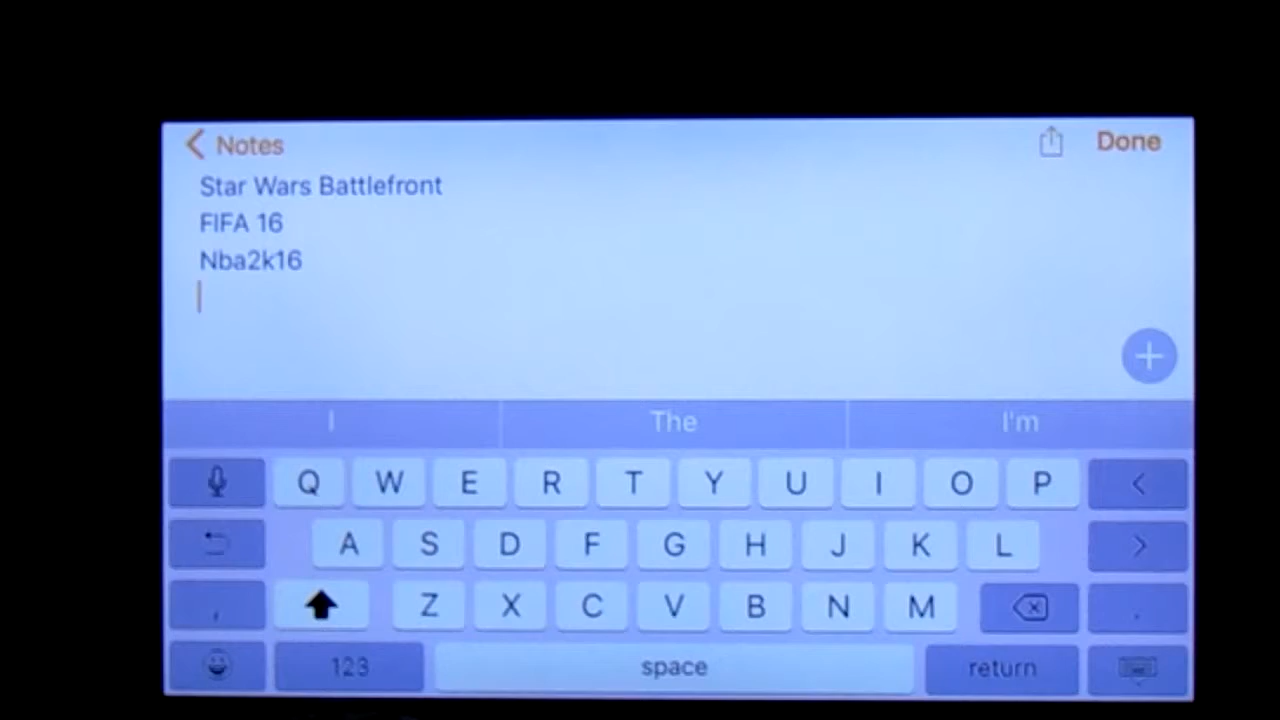 Notes
Done
Star Wars Battlefront
FIFA 16
Nba2k16
I
The
I'm
Q W E R T Y U I O P
A S D F G H J K L
, Z X C V B N M .
123
space
return